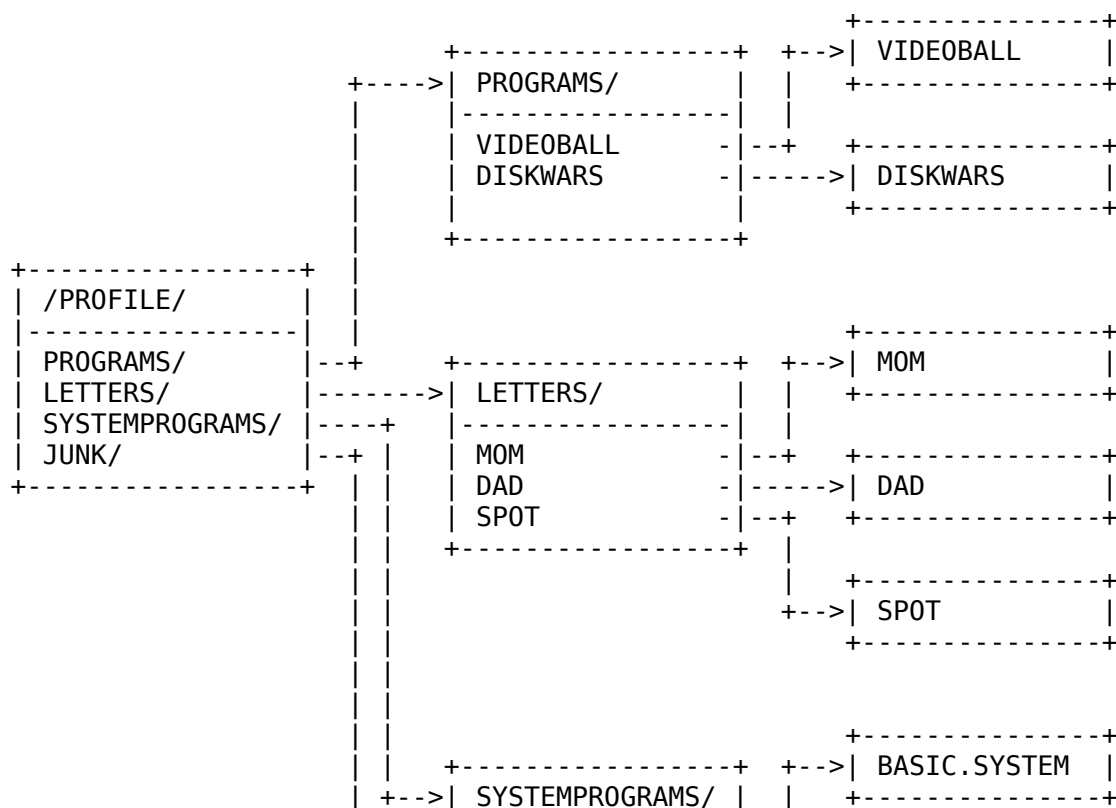 VIDEOBALL
PROGRAMS/
VIDEOBALL
DISKWARS
DISKWARS
/PROFILE/
PROGRAMS/
LETTERS/
SYSTEMPROGRAMS/
JUNK/
LETTERS/
MOM
DAD
SPOT
MOM
DAD
SPOT
BASIC.SYSTEM
SYSTEMPROGRAMS/